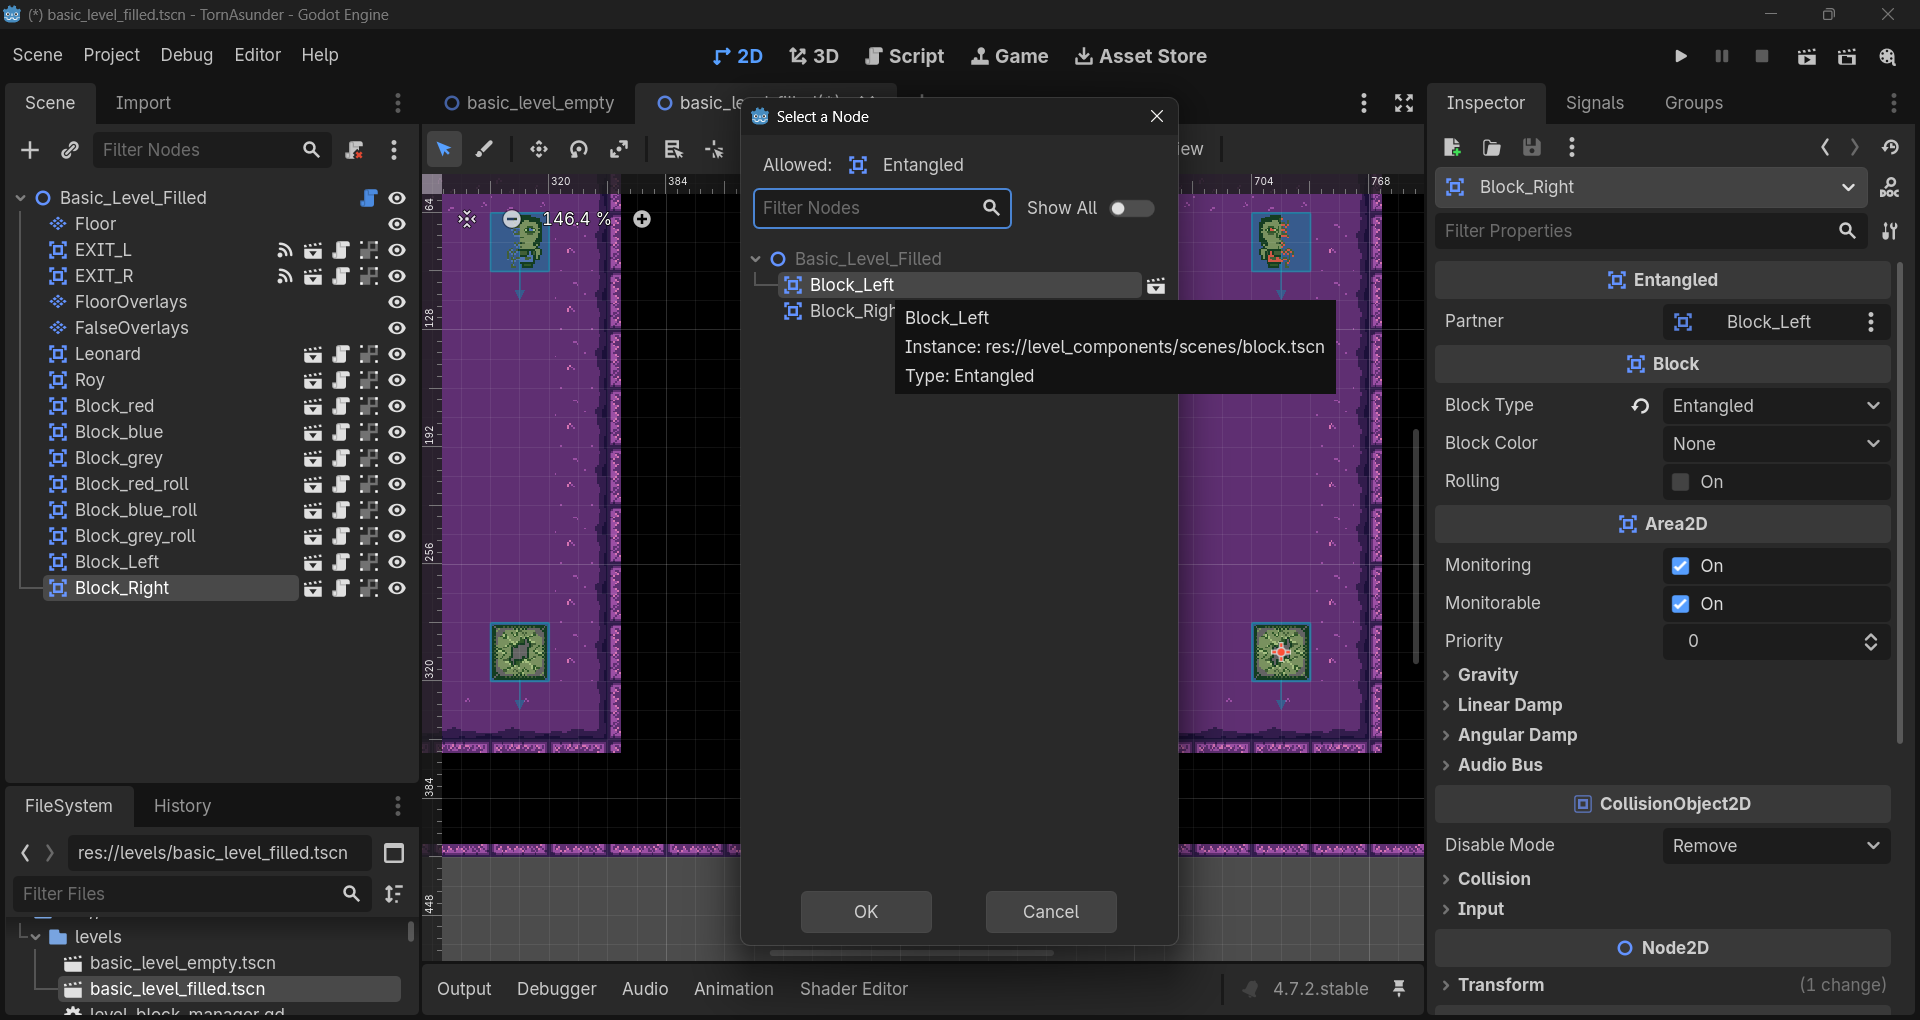 (*) basic_level_filled.tscn - TornAsunder - Godot Engine
Scene Project Debug Editor Help
2D 3D Script Game Asset Store
Scene Import
Filter Nodes
Basic_Level_Filled
Floor
EXIT_L
EXIT_R
FloorOverlays
FalseOverlays
Leonard
Roy
Block_red
Block_blue
Block_grey
Block_red_roll
Block_blue_roll
Block_grey_roll
Block_Left
Block_Right
FileSystem History
res://levels/basic_level_filled.tscn
Filter Files
levels
basic_level_empty.tscn
basic_level_filled.tscn
level_block_manager.gd
basic_level_empty
320 384 704 768
64
128
192
256
320
384
448
146.4 %
Select a Node
Allowed: Entangled
Filter Nodes Show All
Basic_Level_Filled
Block_Left
Block_Left
Instance: res://level_components/scenes/block.tscn
Type: Entangled
OK Cancel
Output Debugger Audio Animation Shader Editor 4.7.2.stable
Inspector Signals Groups
Block_Right
Filter Properties
Entangled
Partner Block_Left
Block
Block Type Entangled
Block Color None
Rolling On
Area2D
Monitoring On
Monitorable On
Priority 0
Gravity
Linear Damp
Angular Damp
Audio Bus
CollisionObject2D
Disable Mode Remove
Collision
Input
Node2D
Transform (1 change)